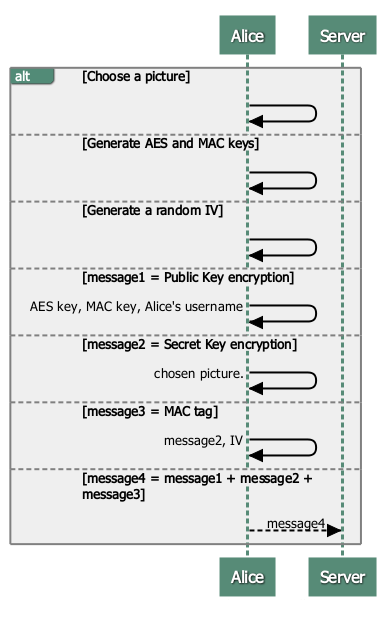 Alice Server
alt [Choose a picture]
[Generate AES and MAC keys]
[Generate a random IV]
[message1 = Public Key encryption]
AES key, MAC key, Alice's username
[message2 = Secret Key encryption]
chosen picture.
[message3 = MAC tag]
message2, IV
[message4 = message1 + message2 +
message3]
message4
Alice Server